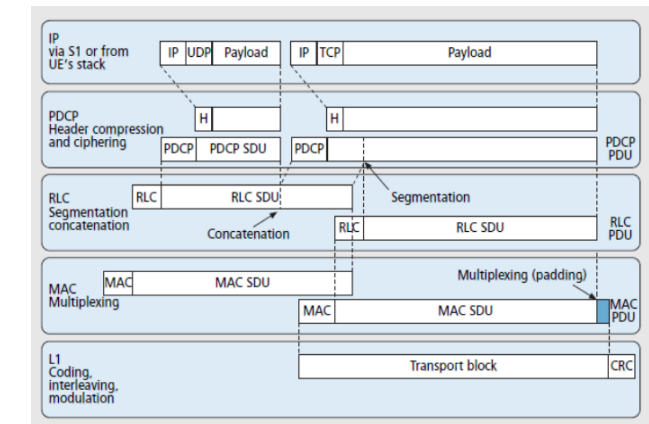 IP
via S1 or from
UE's stack
IP UDP Payload IP TCP Payload
PDCP
Header compression
and ciphering
H H
PDCP PDCP SDU PDCP
PDCP
PDU
RLC
Segmentation
concatenation
RLC RLC SDU
Segmentation
Concatenation
RLC RLC SDU
RLC
PDU
MAC
Multiplexing
MAC MAC SDU
Multiplexing (padding)
MAC MAC SDU
MAC
PDU
L1
Coding,
interleaving,
modulation
Transport block CRC